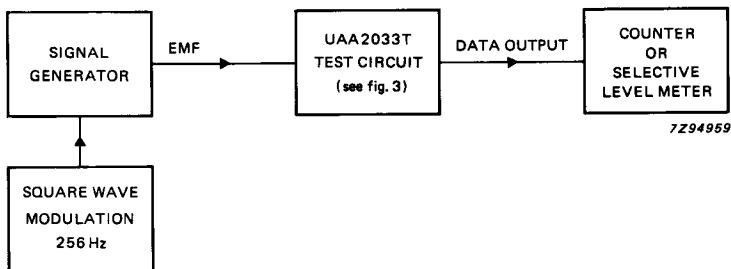 SIGNAL
GENERATOR
EMF
UAA2033T
TEST CIRCUIT
(see fig. 3)
DATA OUTPUT
COUNTER
OR
SELECTIVE
LEVEL METER
7Z94959
SQUARE WAVE
MODULATION
256 Hz